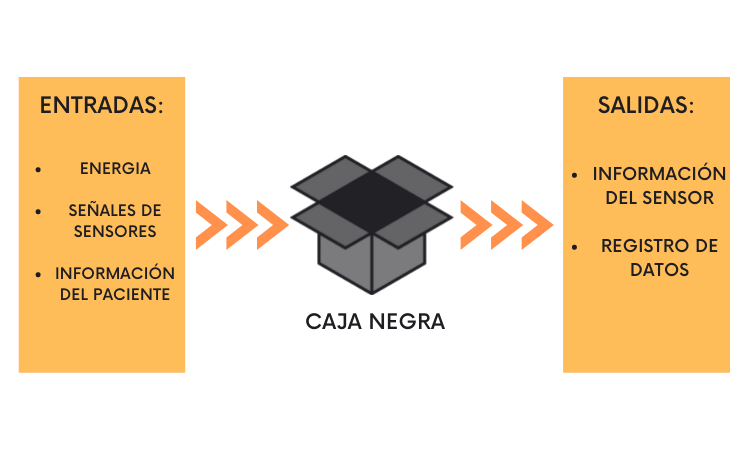 ENTRADAS:
• ENERGIA
• SEÑALES DE
SENSORES
• INFORMACIÓN
DEL PACIENTE
CAJA NEGRA
SALIDAS:
• INFORMACIÓN
DEL SENSOR
• REGISTRO DE
DATOS